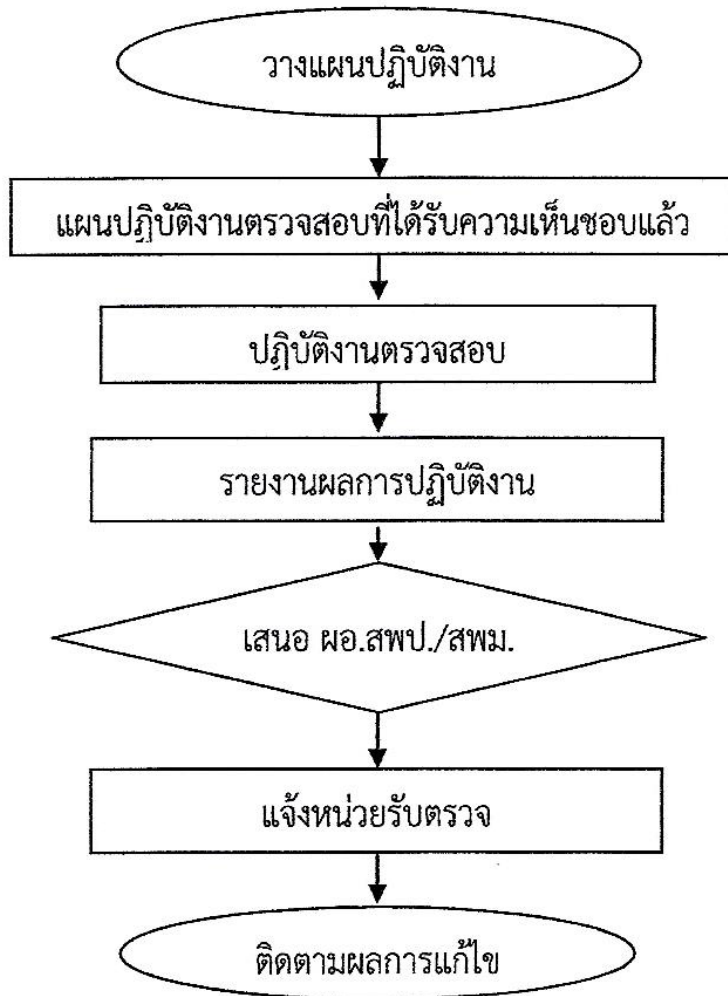 วางแผนปฏิบัติงาน
แผนปฏิบัติงานตรวจสอบที่ได้รับความเห็นชอบแล้ว
ปฏิบัติงานตรวจสอบ
รายงานผลการปฏิบัติงาน
เสนอ ผอ.สพป./สพม.
แจ้งหน่วยรับตรวจ
ติดตามผลการแก้ไข